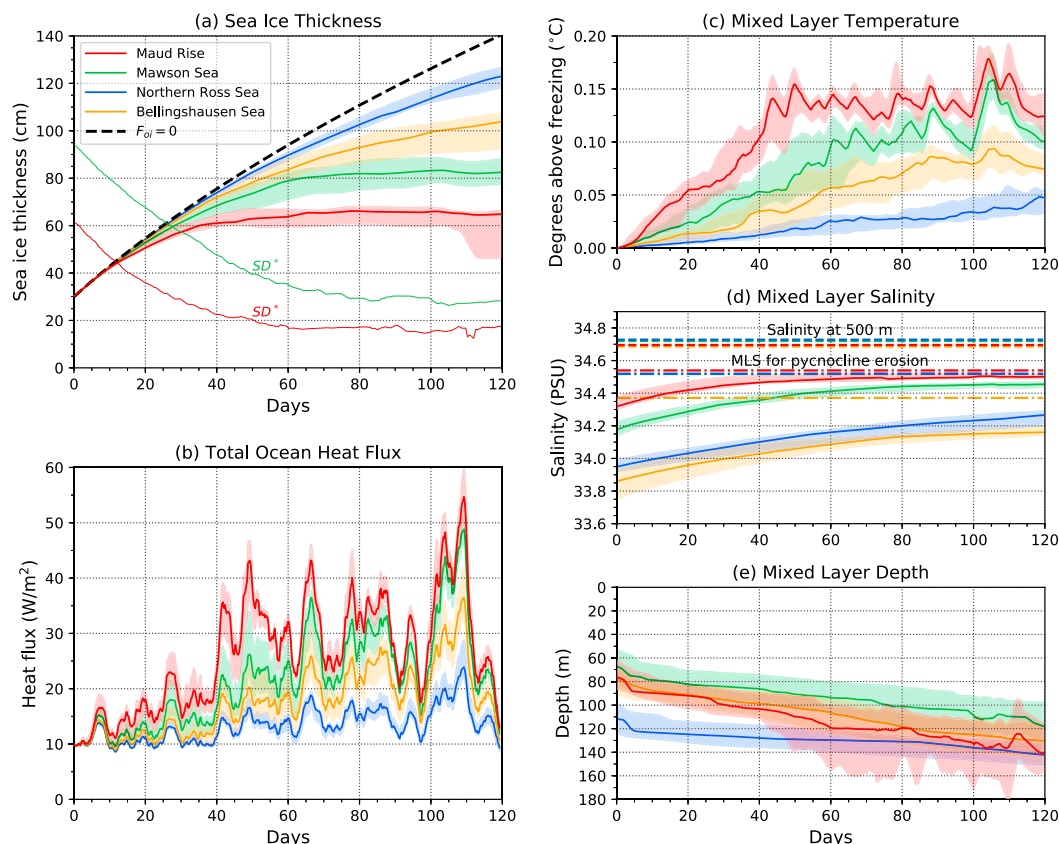 (a) Sea Ice Thickness
140
120
100
80
60
40
20
0
Sea ice thickness (cm)
Maud Rise
Mawson Sea
Northern Ross Sea
Bellingshausen Sea
F_oi = 0
SD*
SD*
0 20 40 60 80 100 120
Days
(b) Total Ocean Heat Flux
60
50
40
30
20
10
0
Heat flux (W/m²)
0 20 40 60 80 100 120
Days
(c) Mixed Layer Temperature
0.20
0.15
0.10
0.05
0.00
Degrees above freezing (°C)
0 20 40 60 80 100 120
(d) Mixed Layer Salinity
34.8
34.6
34.4
34.2
34.0
33.8
33.6
Salinity (PSU)
Salinity at 500 m
MLS for pycnocline erosion
0 20 40 60 80 100 120
(e) Mixed Layer Depth
0
20
40
60
80
100
120
140
160
180
Depth (m)
0 20 40 60 80 100 120
Days